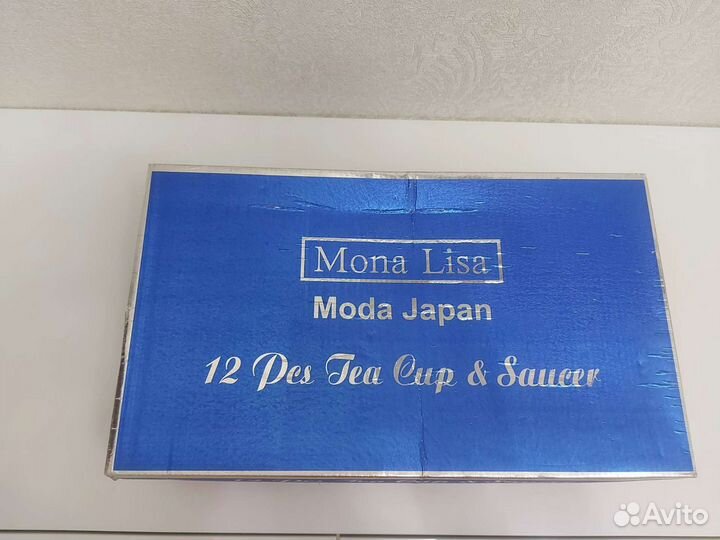 Mona Lisa
Moda Japan
12 Pcs Tea Cup & Saucer
Avito